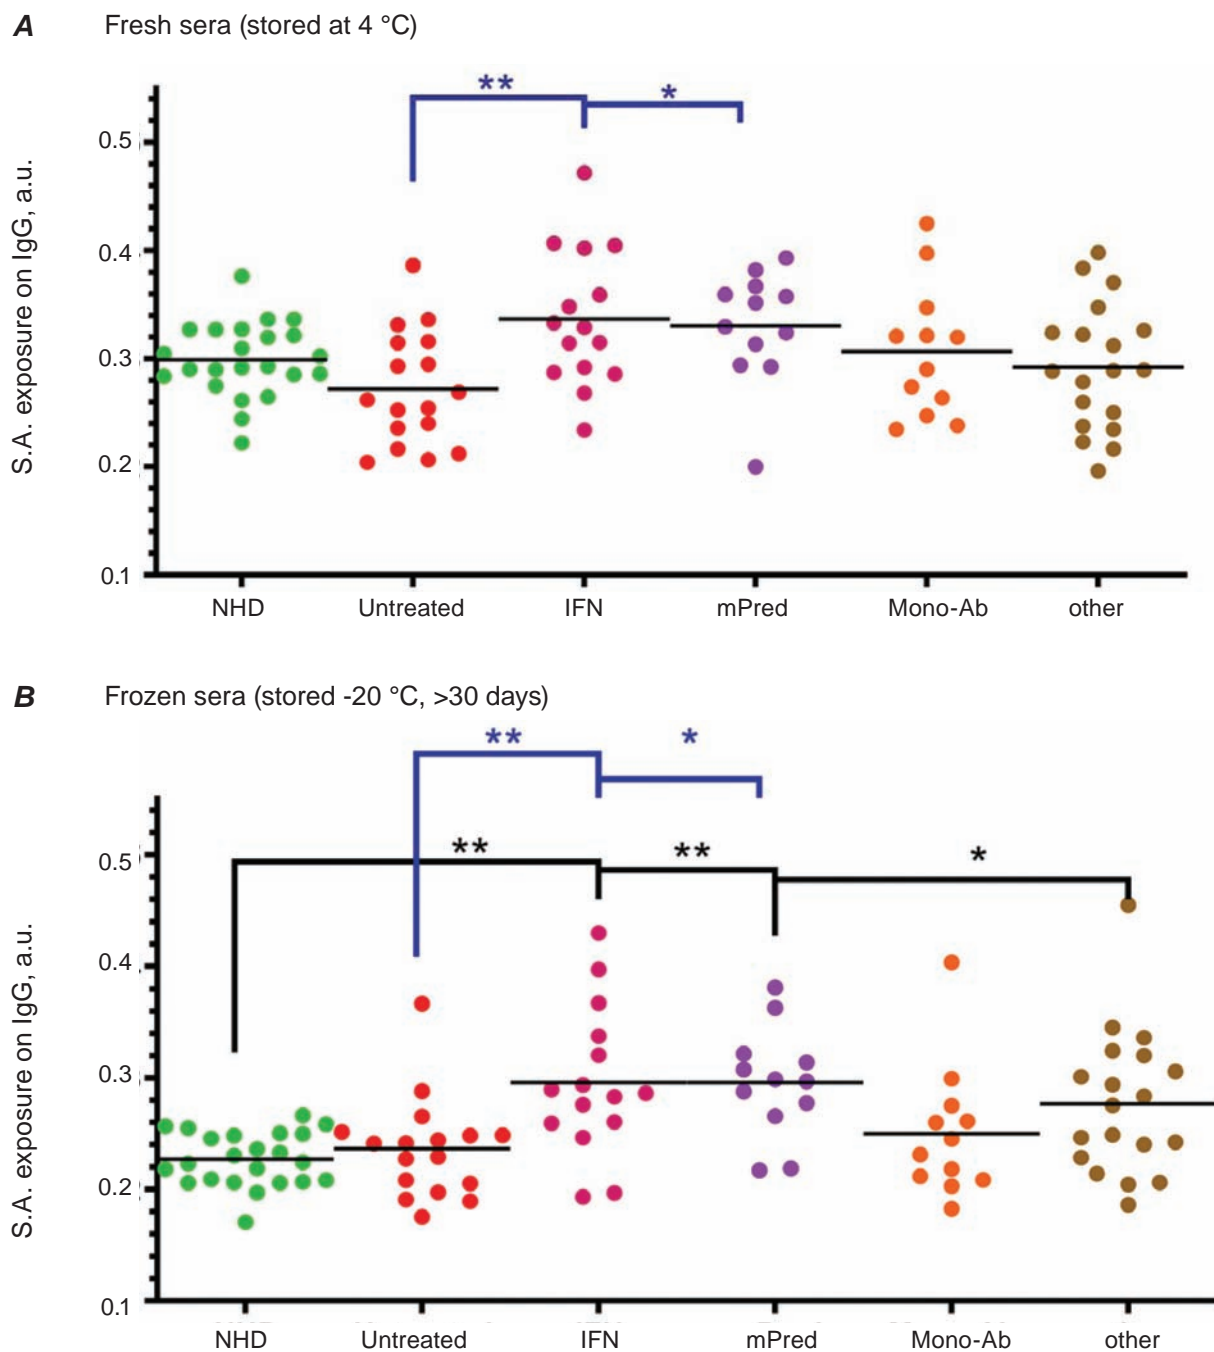 A Fresh sera (stored at 4 °C)
** *
S.A. exposure on IgG, a.u.
0.5
0.4
0.3
0.2
0.1
NHD Untreated IFN mPred Mono-Ab other
B Frozen sera (stored -20 °C, >30 days)
** *
** ** *
S.A. exposure on IgG, a.u.
0.5
0.4
0.3
0.2
0.1
NHD Untreated IFN mPred Mono-Ab other